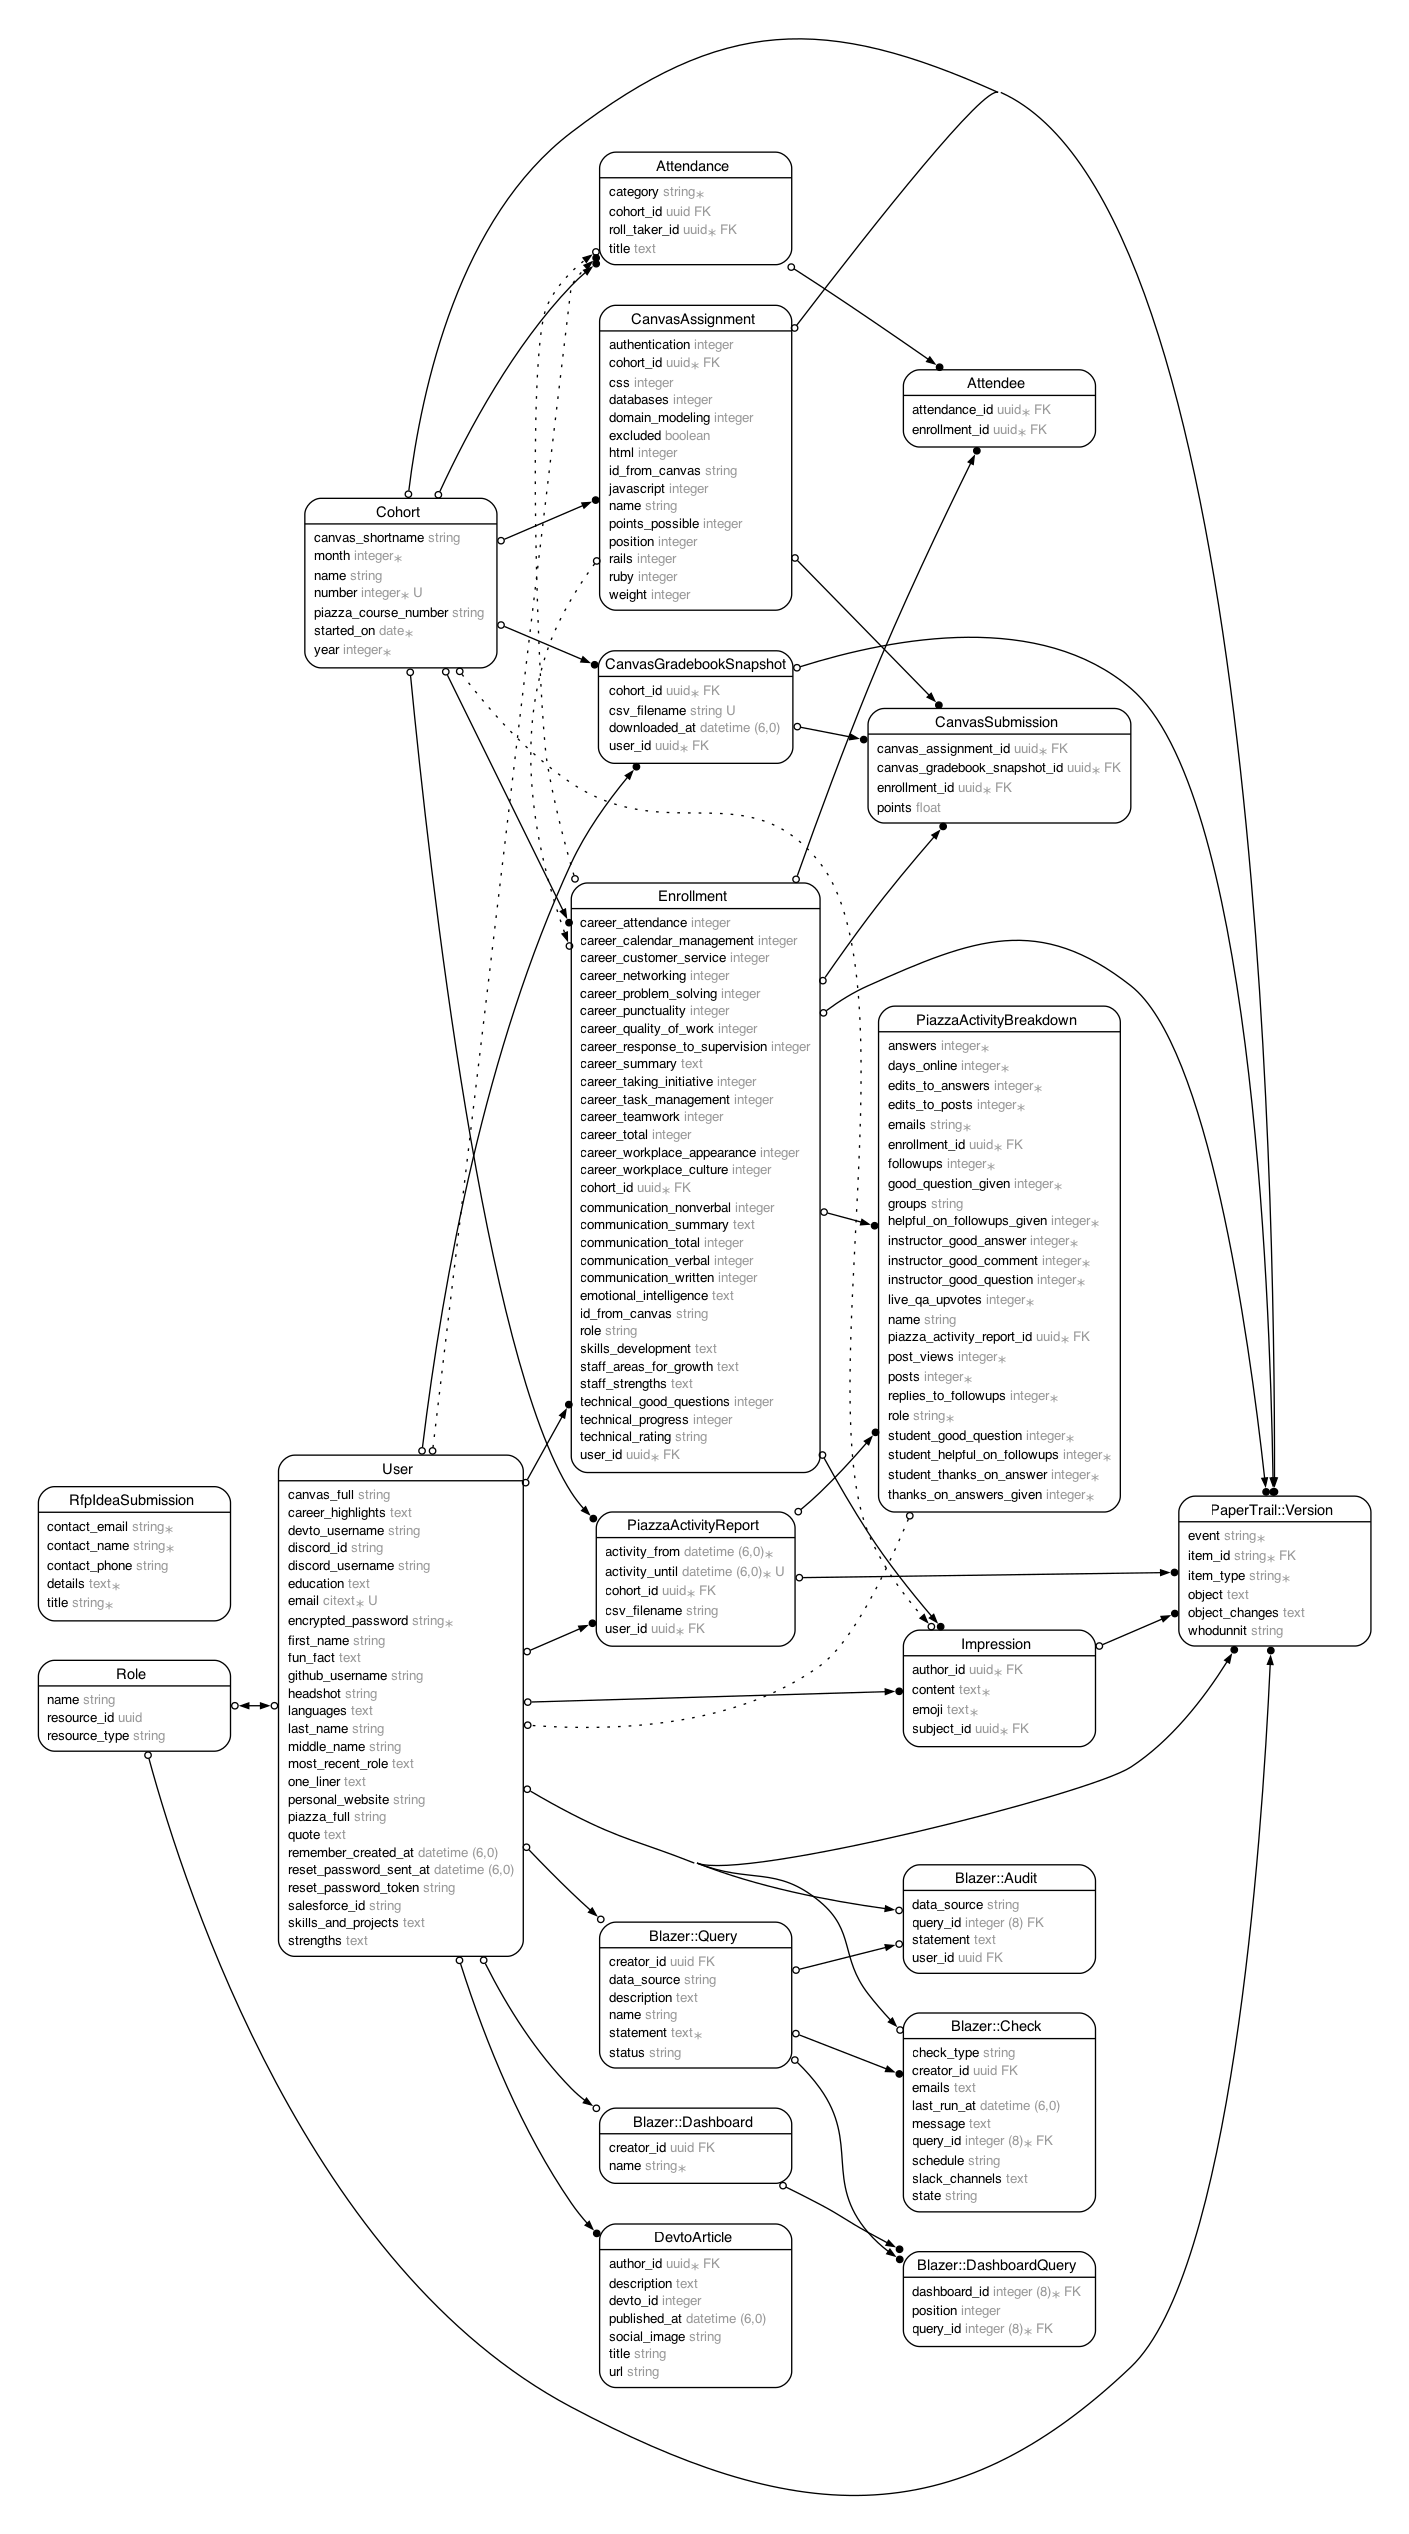 Attendance
category string*
cohort_id uuid FK
roll_taker_id uuid* FK
title text
CanvasAssignment
authentication integer
cohort_id uuid* FK
css integer
databases integer
domain_modeling integer
excluded boolean
html integer
id_from_canvas string
javascript integer
name string
points_possible integer
position integer
rails integer
ruby integer
weight integer
Attendee
attendance_id uuid* FK
enrollment_id uuid* FK
Cohort
canvas_shortname string
month integer*
name string
number integer* U
piazza_course_number string
started_on date*
year integer*
CanvasGradebookSnapshot
cohort_id uuid* FK
csv_filename string U
downloaded_at datetime (6,0)
user_id uuid* FK
CanvasSubmission
canvas_assignment_id uuid* FK
canvas_gradebook_snapshot_id uuid* FK
enrollment_id uuid* FK
points float
Enrollment
career_attendance integer
career_calendar_management integer
career_customer_service integer
career_networking integer
career_problem_solving integer
career_punctuality integer
career_quality_of_work integer
career_response_to_supervision integer
career_summary text
career_taking_initiative integer
career_task_management integer
career_teamwork integer
career_total integer
career_workplace_appearance integer
career_workplace_culture integer
cohort_id uuid* FK
communication_nonverbal integer
communication_summary text
communication_total integer
communication_verbal integer
communication_written integer
emotional_intelligence text
id_from_canvas string
role string
skills_development text
staff_areas_for_growth text
staff_strengths text
technical_good_questions integer
technical_progress integer
technical_rating string
user_id uuid* FK
PiazzaActivityBreakdown
answers integer*
days_online integer*
edits_to_answers integer*
edits_to_posts integer*
emails string*
enrollment_id uuid* FK
followups integer*
good_question_given integer*
groups string
helpful_on_followups_given integer*
instructor_good_answer integer*
instructor_good_comment integer*
instructor_good_question integer*
live_qa_upvotes integer*
name string
piazza_activity_report_id uuid* FK
post_views integer*
posts integer*
replies_to_followups integer*
role string*
student_good_question integer*
student_helpful_on_followups integer*
student_thanks_on_answer integer*
thanks_on_answers_given integer*
RfpIdeaSubmission
contact_email string*
contact_name string*
contact_phone string
details text*
title string*
Role
name string
resource_id uuid
resource_type string
User
canvas_full string
career_highlights text
devto_username string
discord_id string
discord_username string
education text
email citext* U
encrypted_password string*
first_name string
fun_fact text
github_username string
headshot string
languages text
last_name string
middle_name string
most_recent_role text
one_liner text
personal_website string
piazza_full string
quote text
remember_created_at datetime (6,0)
reset_password_sent_at datetime (6,0)
reset_password_token string
salesforce_id string
skills_and_projects text
strengths text
PiazzaActivityReport
activity_from datetime (6,0)*
activity_until datetime (6,0)* U
cohort_id uuid* FK
csv_filename string
user_id uuid* FK
PaperTrail::Version
event string*
item_id string* FK
item_type string*
object text
object_changes text
whodunnit string
Impression
author_id uuid* FK
content text*
emoji text*
subject_id uuid* FK
Blazer::Audit
data_source string
query_id integer (8) FK
statement text
user_id uuid FK
Blazer::Query
creator_id uuid FK
data_source string
description text
name string
statement text*
status string
Blazer::Check
check_type string
creator_id uuid FK
emails text
last_run_at datetime (6,0)
message text
query_id integer (8)* FK
schedule string
slack_channels text
state string
Blazer::Dashboard
creator_id uuid FK
name string*
DevtoArticle
author_id uuid* FK
description text
devto_id integer
published_at datetime (6,0)
social_image string
title string
url string
Blazer::DashboardQuery
dashboard_id integer (8)* FK
position integer
query_id integer (8)* FK